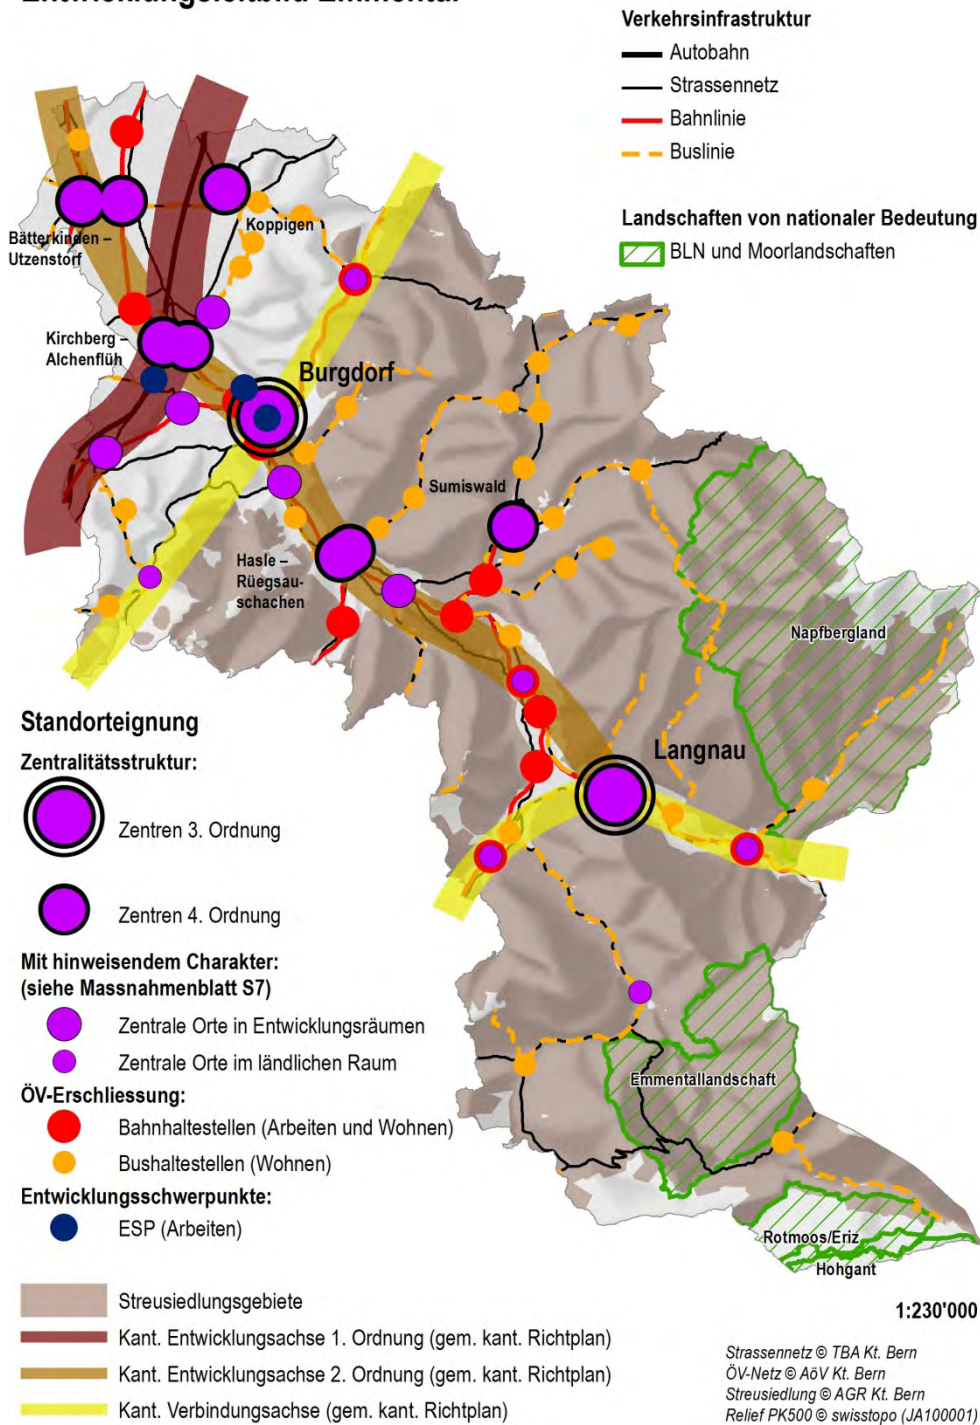 Entwicklungsleitbild Emmental
Verkehrsinfrastruktur
Autobahn
Strassennetz
Bahnlinie
Buslinie
Landschaften von nationaler Bedeutung
BLN und Moorlandschaften
Koppigen
Bätterkinden –
Utzenstorf
Kirchberg –
Alchenflüh
Burgdorf
Sumiswald
Hasle –
Rüegsau-
schachen
Napfbergland
Langnau
Standorteignung
Zentralitätsstruktur:
Zentren 3. Ordnung
Zentren 4. Ordnung
Mit hinweisendem Charakter:
(siehe Massnahmenblatt S7)
Zentrale Orte in Entwicklungsräumen
Zentrale Orte im ländlichen Raum
ÖV-Erschliessung:
Bahnhaltestellen (Arbeiten und Wohnen)
Bushaltestellen (Wohnen)
Entwicklungsschwerpunkte:
ESP (Arbeiten)
Emmentallandschaft
Rotmoos/Eriz
Hohgant
Streusiedlungsgebiete
Kant. Entwicklungsachse 1. Ordnung (gem. kant. Richtplan)
Kant. Entwicklungsachse 2. Ordnung (gem. kant. Richtplan)
Kant. Verbindungsachse (gem. kant. Richtplan)
1:230'000
Strassennetz © TBA Kt. Bern
ÖV-Netz © AöV Kt. Bern
Streusiedlung © AGR Kt. Bern
Relief PK500 © swisstopo (JA100001)